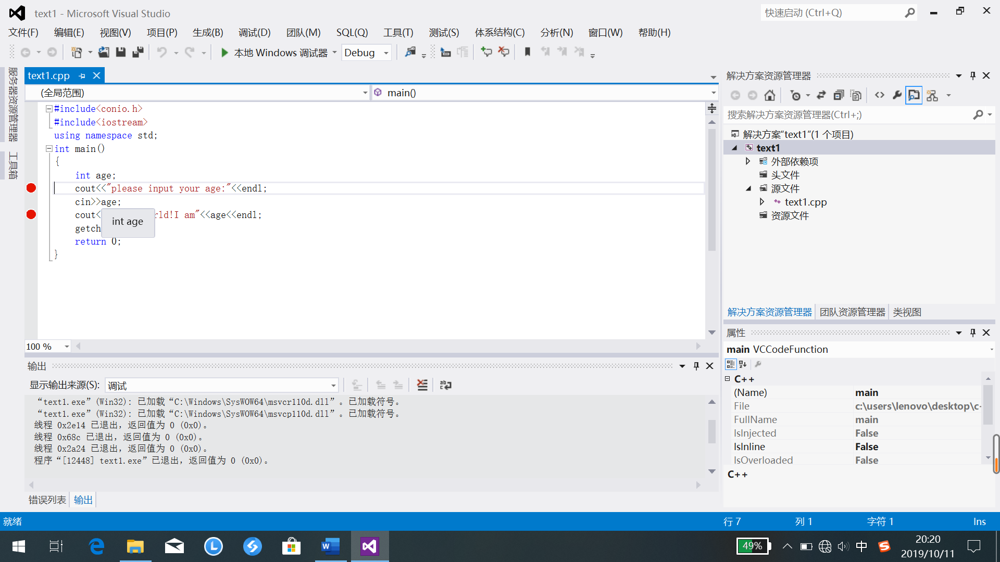 text1 - Microsoft Visual Studio
快速启动 (Ctrl+Q)
文件(F) 编辑(E) 视图(V) 项目(P) 生成(B) 调试(D) 团队(M) SQL(Q) 工具(T) 测试(S) 体系结构(C) 分析(N) 窗口(W) 帮助(H)
本地 Windows 调试器 Debug
服务器资源管理器
工具箱
text1.cpp
(全局范围) main()
#include<conio.h>
#include<iostream>
using namespace std;
int main()
{
int age;
cout<<"please input your age:"<<endl;
cin>>age;
cout< rld!I am"<<age<<endl;
int age
getch
return 0;
}
100 %
输出
显示输出来源(S): 调试
“text1.exe”(Win32): 已加载“C:\Windows\SysWOW64\msvcr110d.dll”。已加载符号。
“text1.exe”(Win32): 已加载“C:\Windows\SysWOW64\msvcp110d.dll”。已加载符号。
线程 0x2e14 已退出，返回值为 0 (0x0)。
线程 0x68c 已退出，返回值为 0 (0x0)。
线程 0x2a24 已退出，返回值为 0 (0x0)。
程序“[12448] text1.exe”已退出，返回值为 0 (0x0)。
错误列表 输出
解决方案资源管理器
搜索解决方案资源管理器(Ctrl+;)
解决方案“text1”(1 个项目)
text1
外部依赖项
头文件
源文件
text1.cpp
资源文件
解决方案资源管理器 团队资源管理器 类视图
属性
main VCCodeFunction
C++
(Name) main
File c:\users\lenovo\desktop\c-
FullName main
IsInjected False
IsInline False
IsOverloaded False
C++
就绪 行 7 列 1 字符 1 Ins
49% 中 20:20
2019/10/11